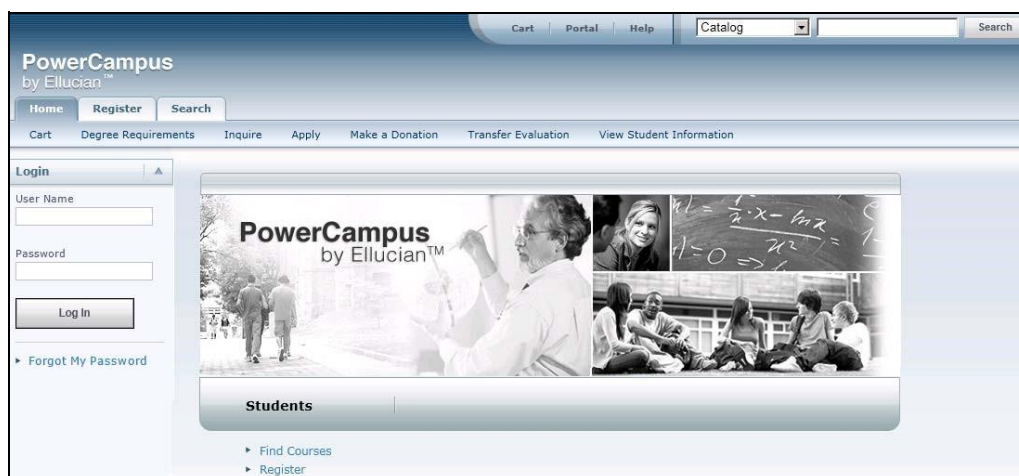 Cart Portal Help Catalog Search
PowerCampus
by Ellucian™
Home Register Search
Cart Degree Requirements Inquire Apply Make a Donation Transfer Evaluation View Student Information
Login
User Name
Password
Log In
Forgot My Password
PowerCampus
by Ellucian™
Students
Find Courses
Register